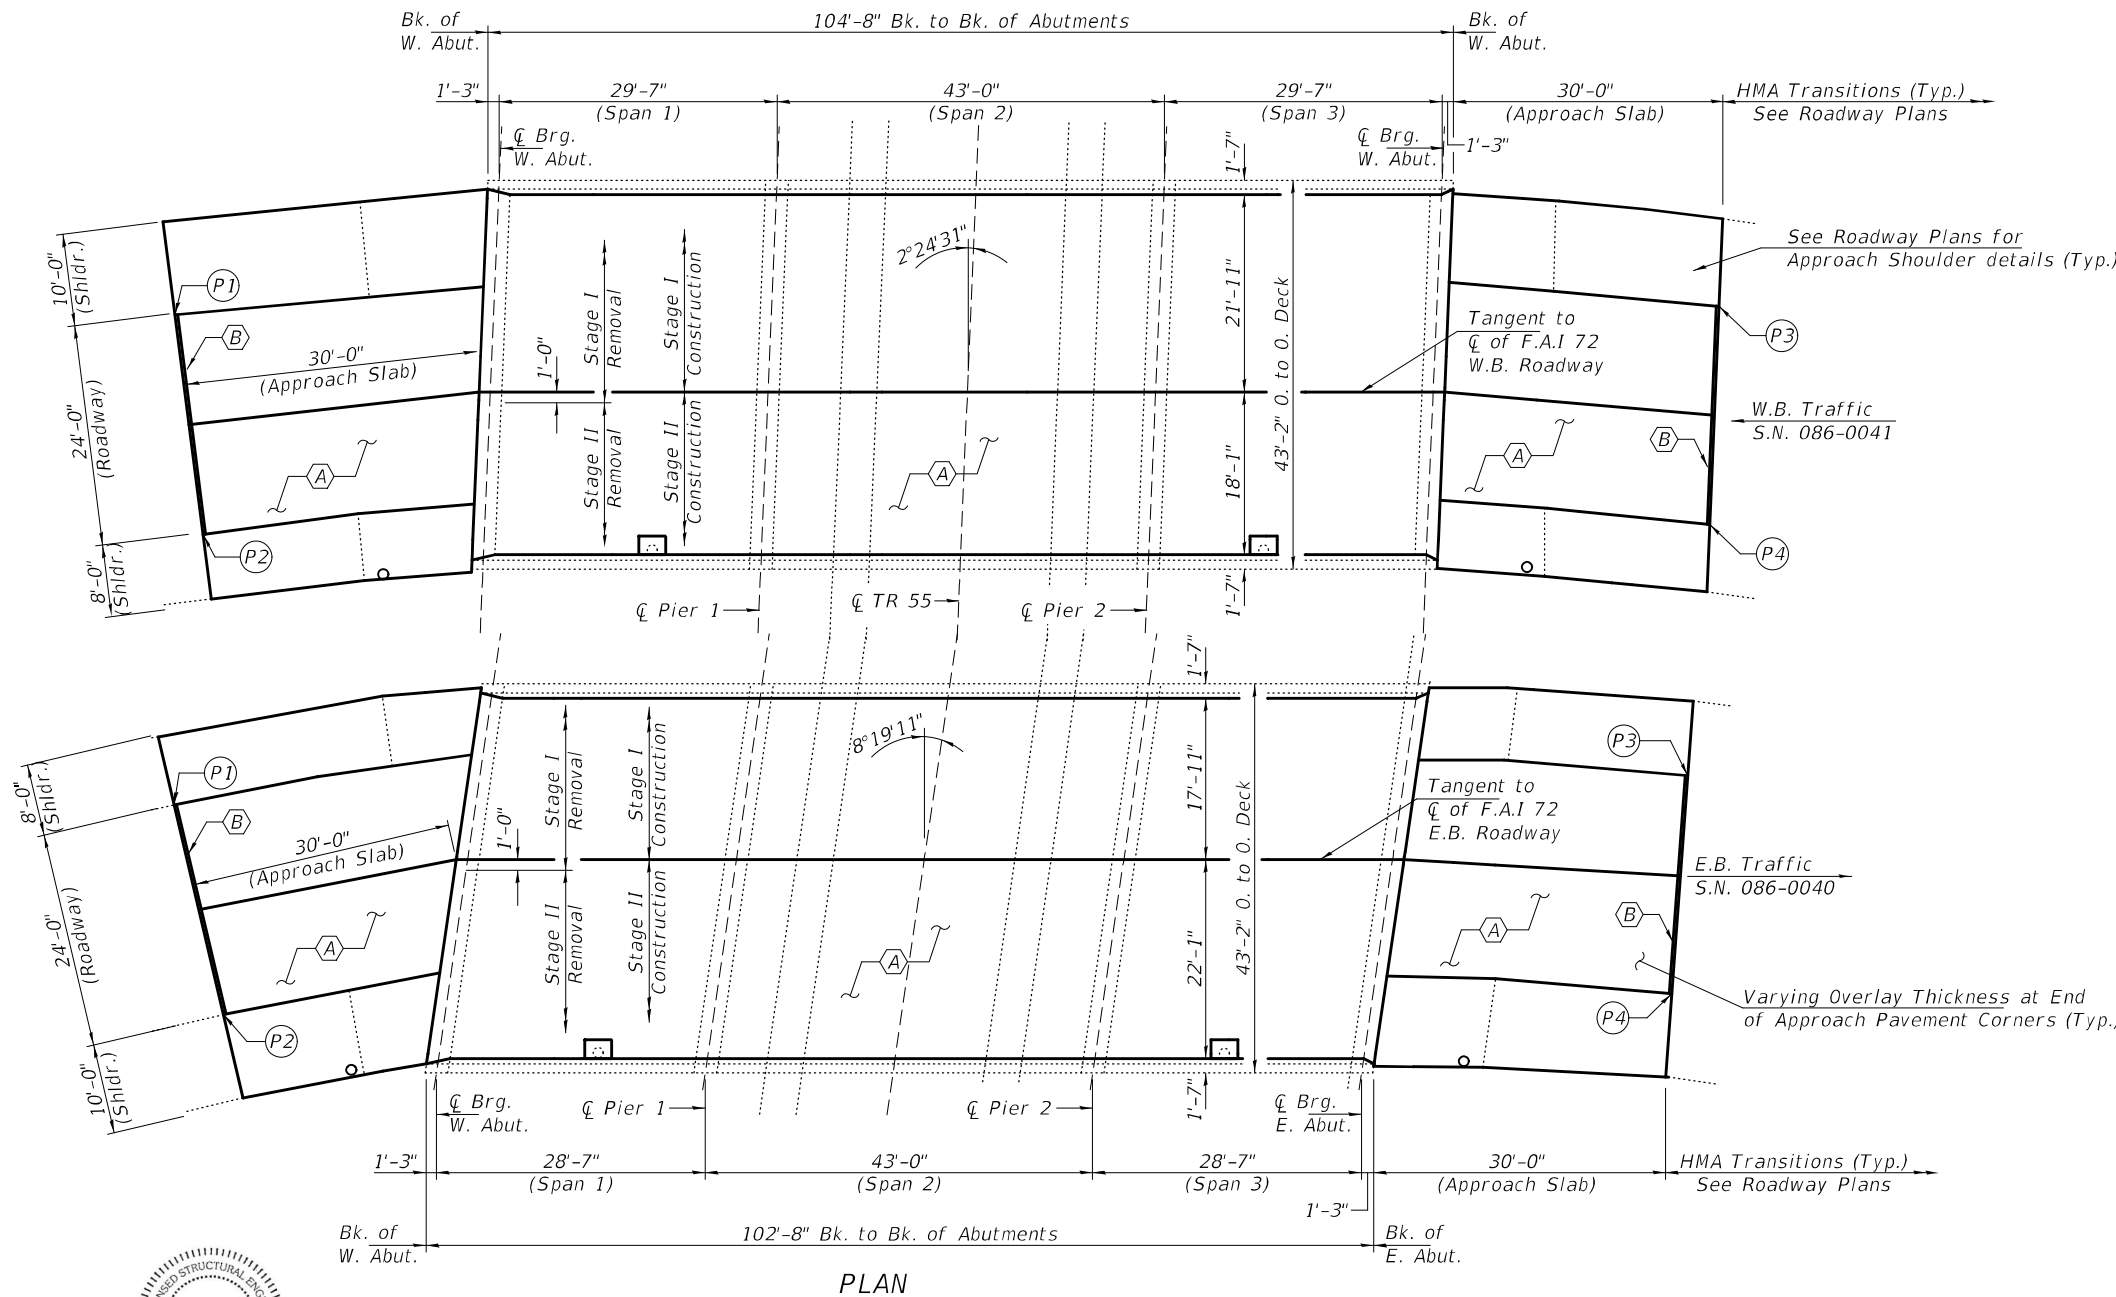 Bk. of
W. Abut.
104'-8" Bk. to Bk. of Abutments
Bk. of
W. Abut.
1'-3"
29'-7"
(Span 1)
43'-0"
(Span 2)
29'-7"
(Span 3)
30'-0"
(Approach Slab)
HMA Transitions (Typ.)
See Roadway Plans
℄ Brg.
W. Abut.
℄ Brg.
W. Abut.
1'-3"
1'-7"
10'-0"
(Shldr.)
P1
B
30'-0"
(Approach Slab)
24'-0"
(Roadway)
A
P2
8'-0"
(Shldr.)
1'-0"
Stage I
Removal
Stage I
Construction
Stage II
Removal
Stage II
Construction
2°24'31"
A
21'-11"
18'-1"
43'-2" O. to O. Deck
Tangent to
℄ of F.A.I 72
W.B. Roadway
See Roadway Plans for
Approach Shoulder details (Typ.)
P3
W.B. Traffic
S.N. 086-0041
B
A
P4
℄ Pier 1
℄ TR 55
℄ Pier 2
1'-7"
1'-7"
8'-0"
(Shldr.)
P1
B
30'-0"
(Approach Slab)
24'-0"
(Roadway)
A
P2
10'-0"
(Shldr.)
1'-0"
Stage I
Removal
Stage I
Construction
Stage II
Removal
Stage II
Construction
8°19'11"
A
17'-11"
22'-1"
43'-2" O. to O. Deck
Tangent to
℄ of F.A.I 72
E.B. Roadway
P3
E.B. Traffic
S.N. 086-0040
B
A
P4
Varying Overlay Thickness at End
of Approach Pavement Corners (Typ.)
℄ Brg.
W. Abut.
℄ Pier 1
℄ Pier 2
1'-7"
℄ Brg.
E. Abut.
1'-3"
28'-7"
(Span 1)
43'-0"
(Span 2)
28'-7"
(Span 3)
1'-3"
30'-0"
(Approach Slab)
HMA Transitions (Typ.)
See Roadway Plans
Bk. of
W. Abut.
102'-8" Bk. to Bk. of Abutments
Bk. of
E. Abut.
PLAN
STRUCTURAL